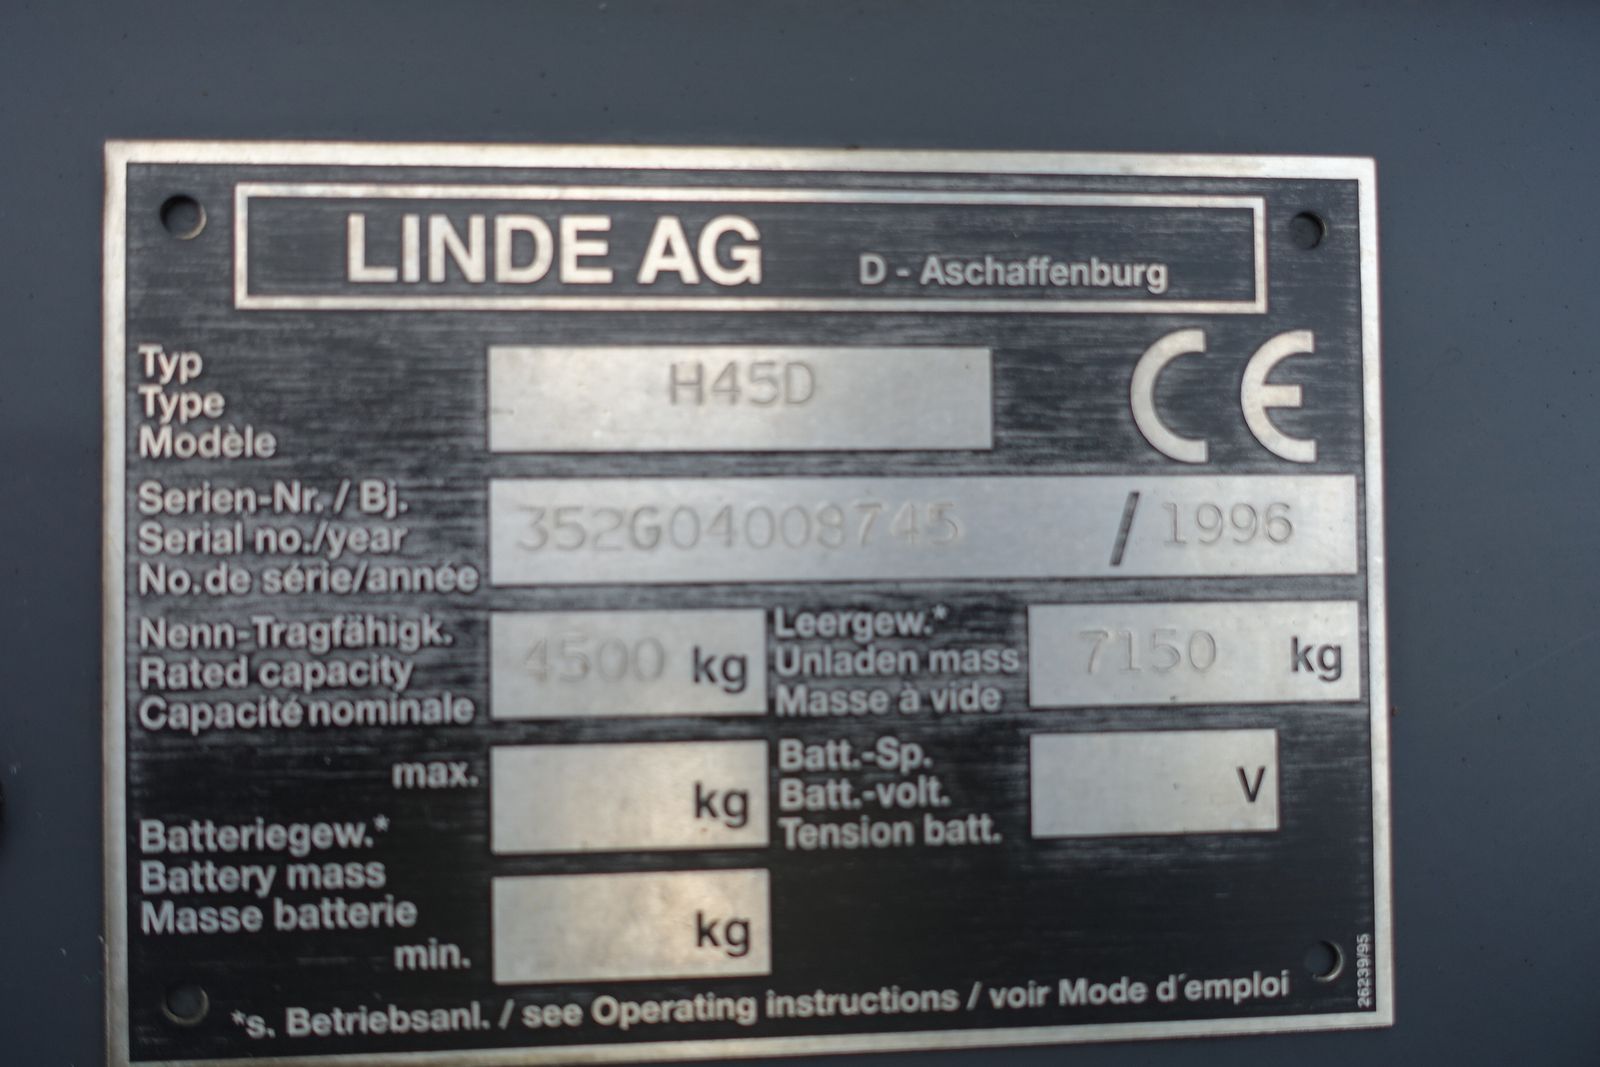 LINDE AG D - Aschaffenburg
Typ
Type
Modèle
H45D
CE
Serien-Nr. / Bj.
Serial no./year
No. de série/année
352G04008745 / 1996
Nenn-Tragfähigk.
Rated capacity
Capacité nominale
4500 kg
Leergew.*
Unladen mass
Masse à vide
7150 kg
max.
kg
Batt.-Sp.
Batt.-volt.
Tension batt.
V
Batteriegew.*
Battery mass
Masse batterie
min.
kg
*s. Betriebsanl. / see Operating instructions / voir Mode d´emploi
26239/95